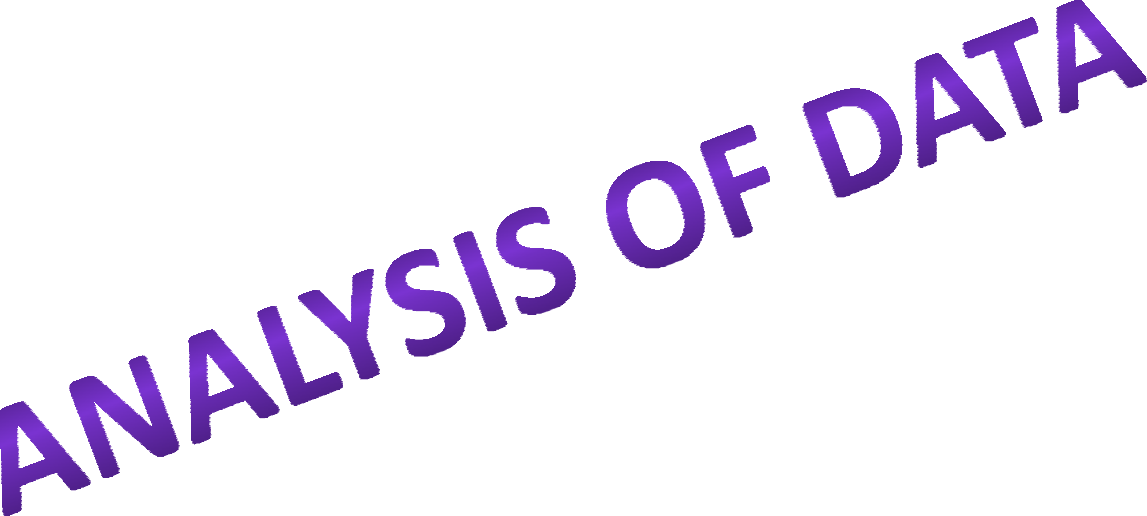 ANALYSIS OF DATA